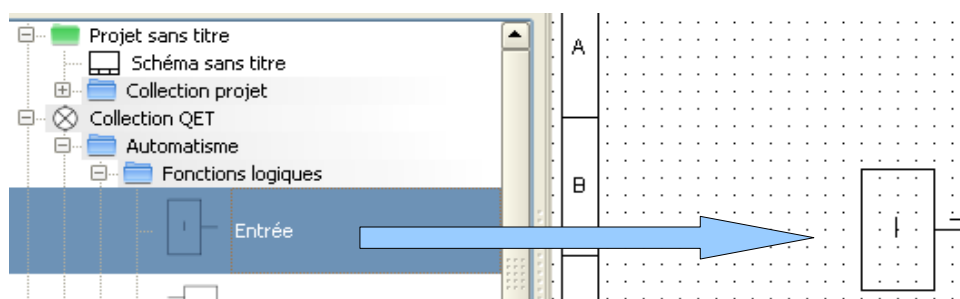 Projet sans titre
Schéma sans titre
Collection projet
Collection QET
Automatisme
Fonctions logiques
Entrée
A
B
I
I